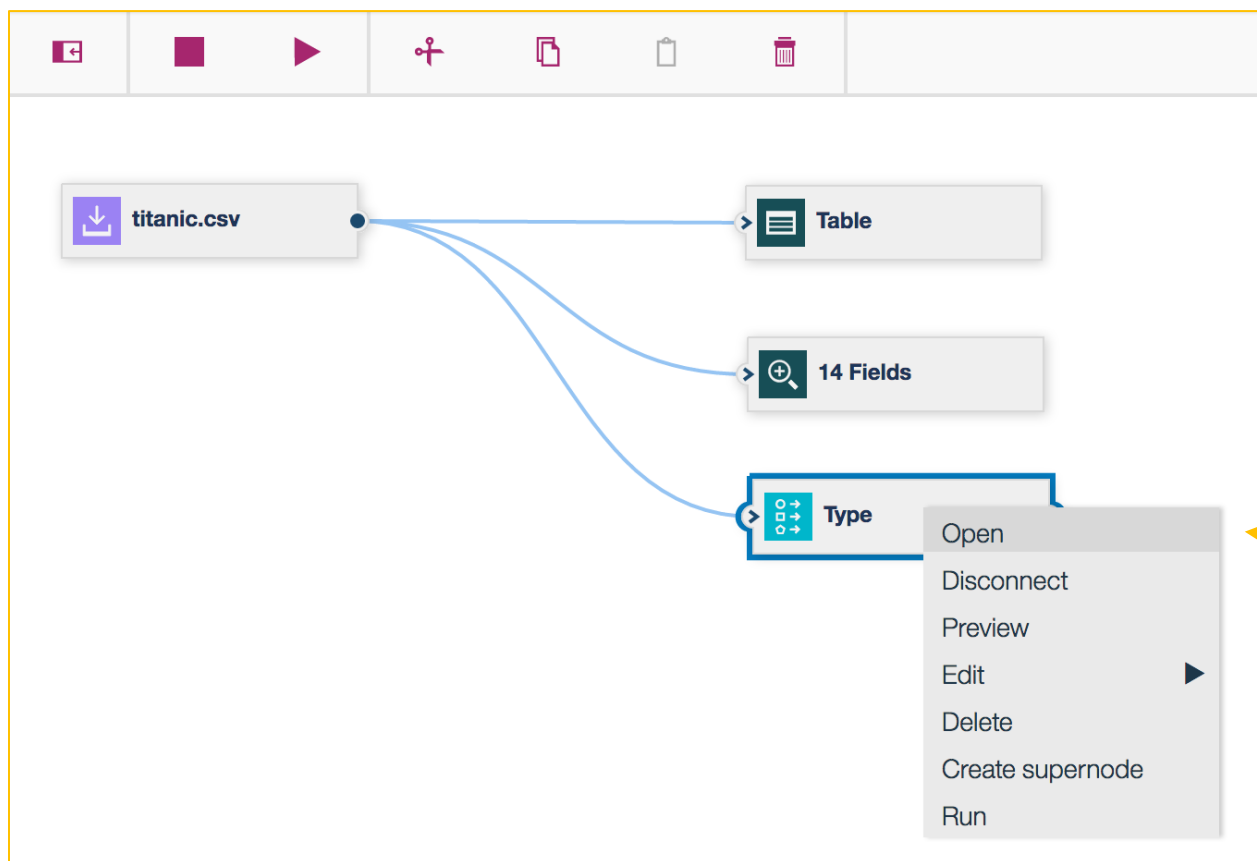 titanic.csv
Table
14 Fields
Type
Open
Disconnect
Preview
Edit
Delete
Create supernode
Run